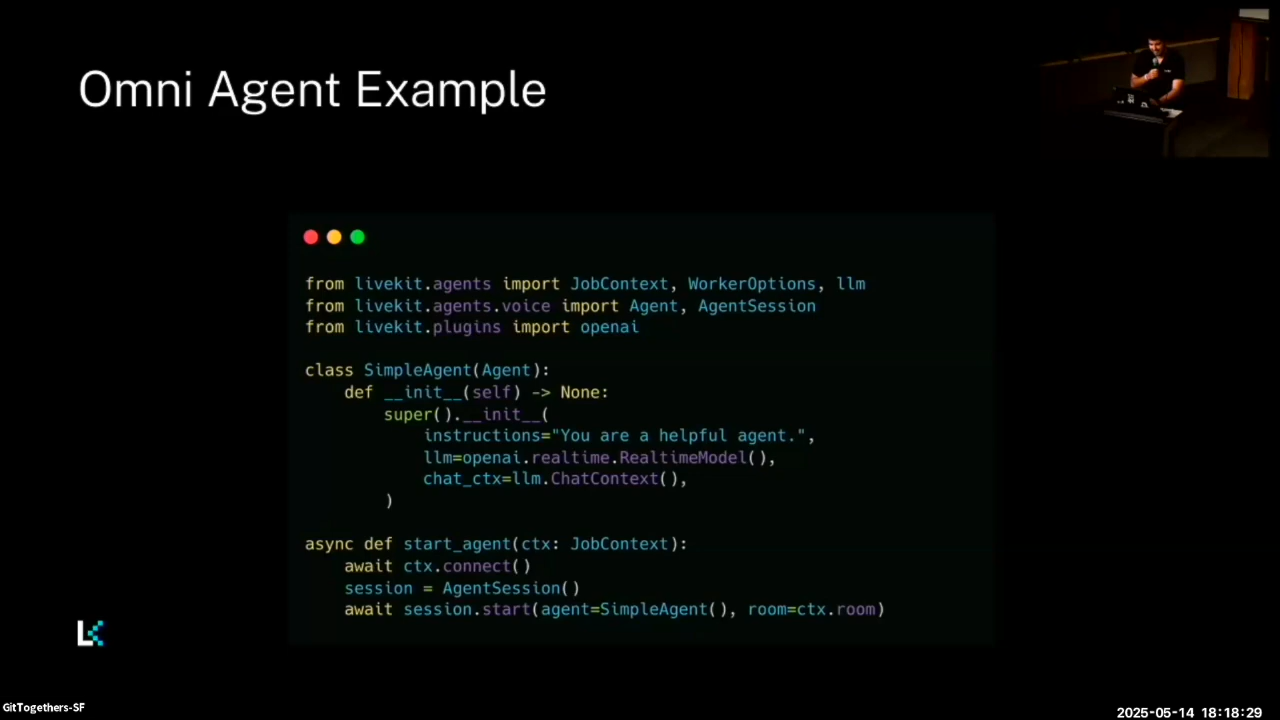 Omni Agent Example
from livekit.agents import JobContext, WorkerOptions, llm
from livekit.agents.voice import Agent, AgentSession
from livekit.plugins import openai
class SimpleAgent(Agent):
    def __init__(self) -> None:
        super().__init__(
            instructions="You are a helpful agent.",
            llm=openai.realtime.RealtimeModel(),
            chat_ctx=llm.ChatContext(),
        )
async def start_agent(ctx: JobContext):
    await ctx.connect()
    session = AgentSession()
    await session.start(agent=SimpleAgent(), room=ctx.room)
LK
GitTogethers-SF
2025-05-14 18:18:29